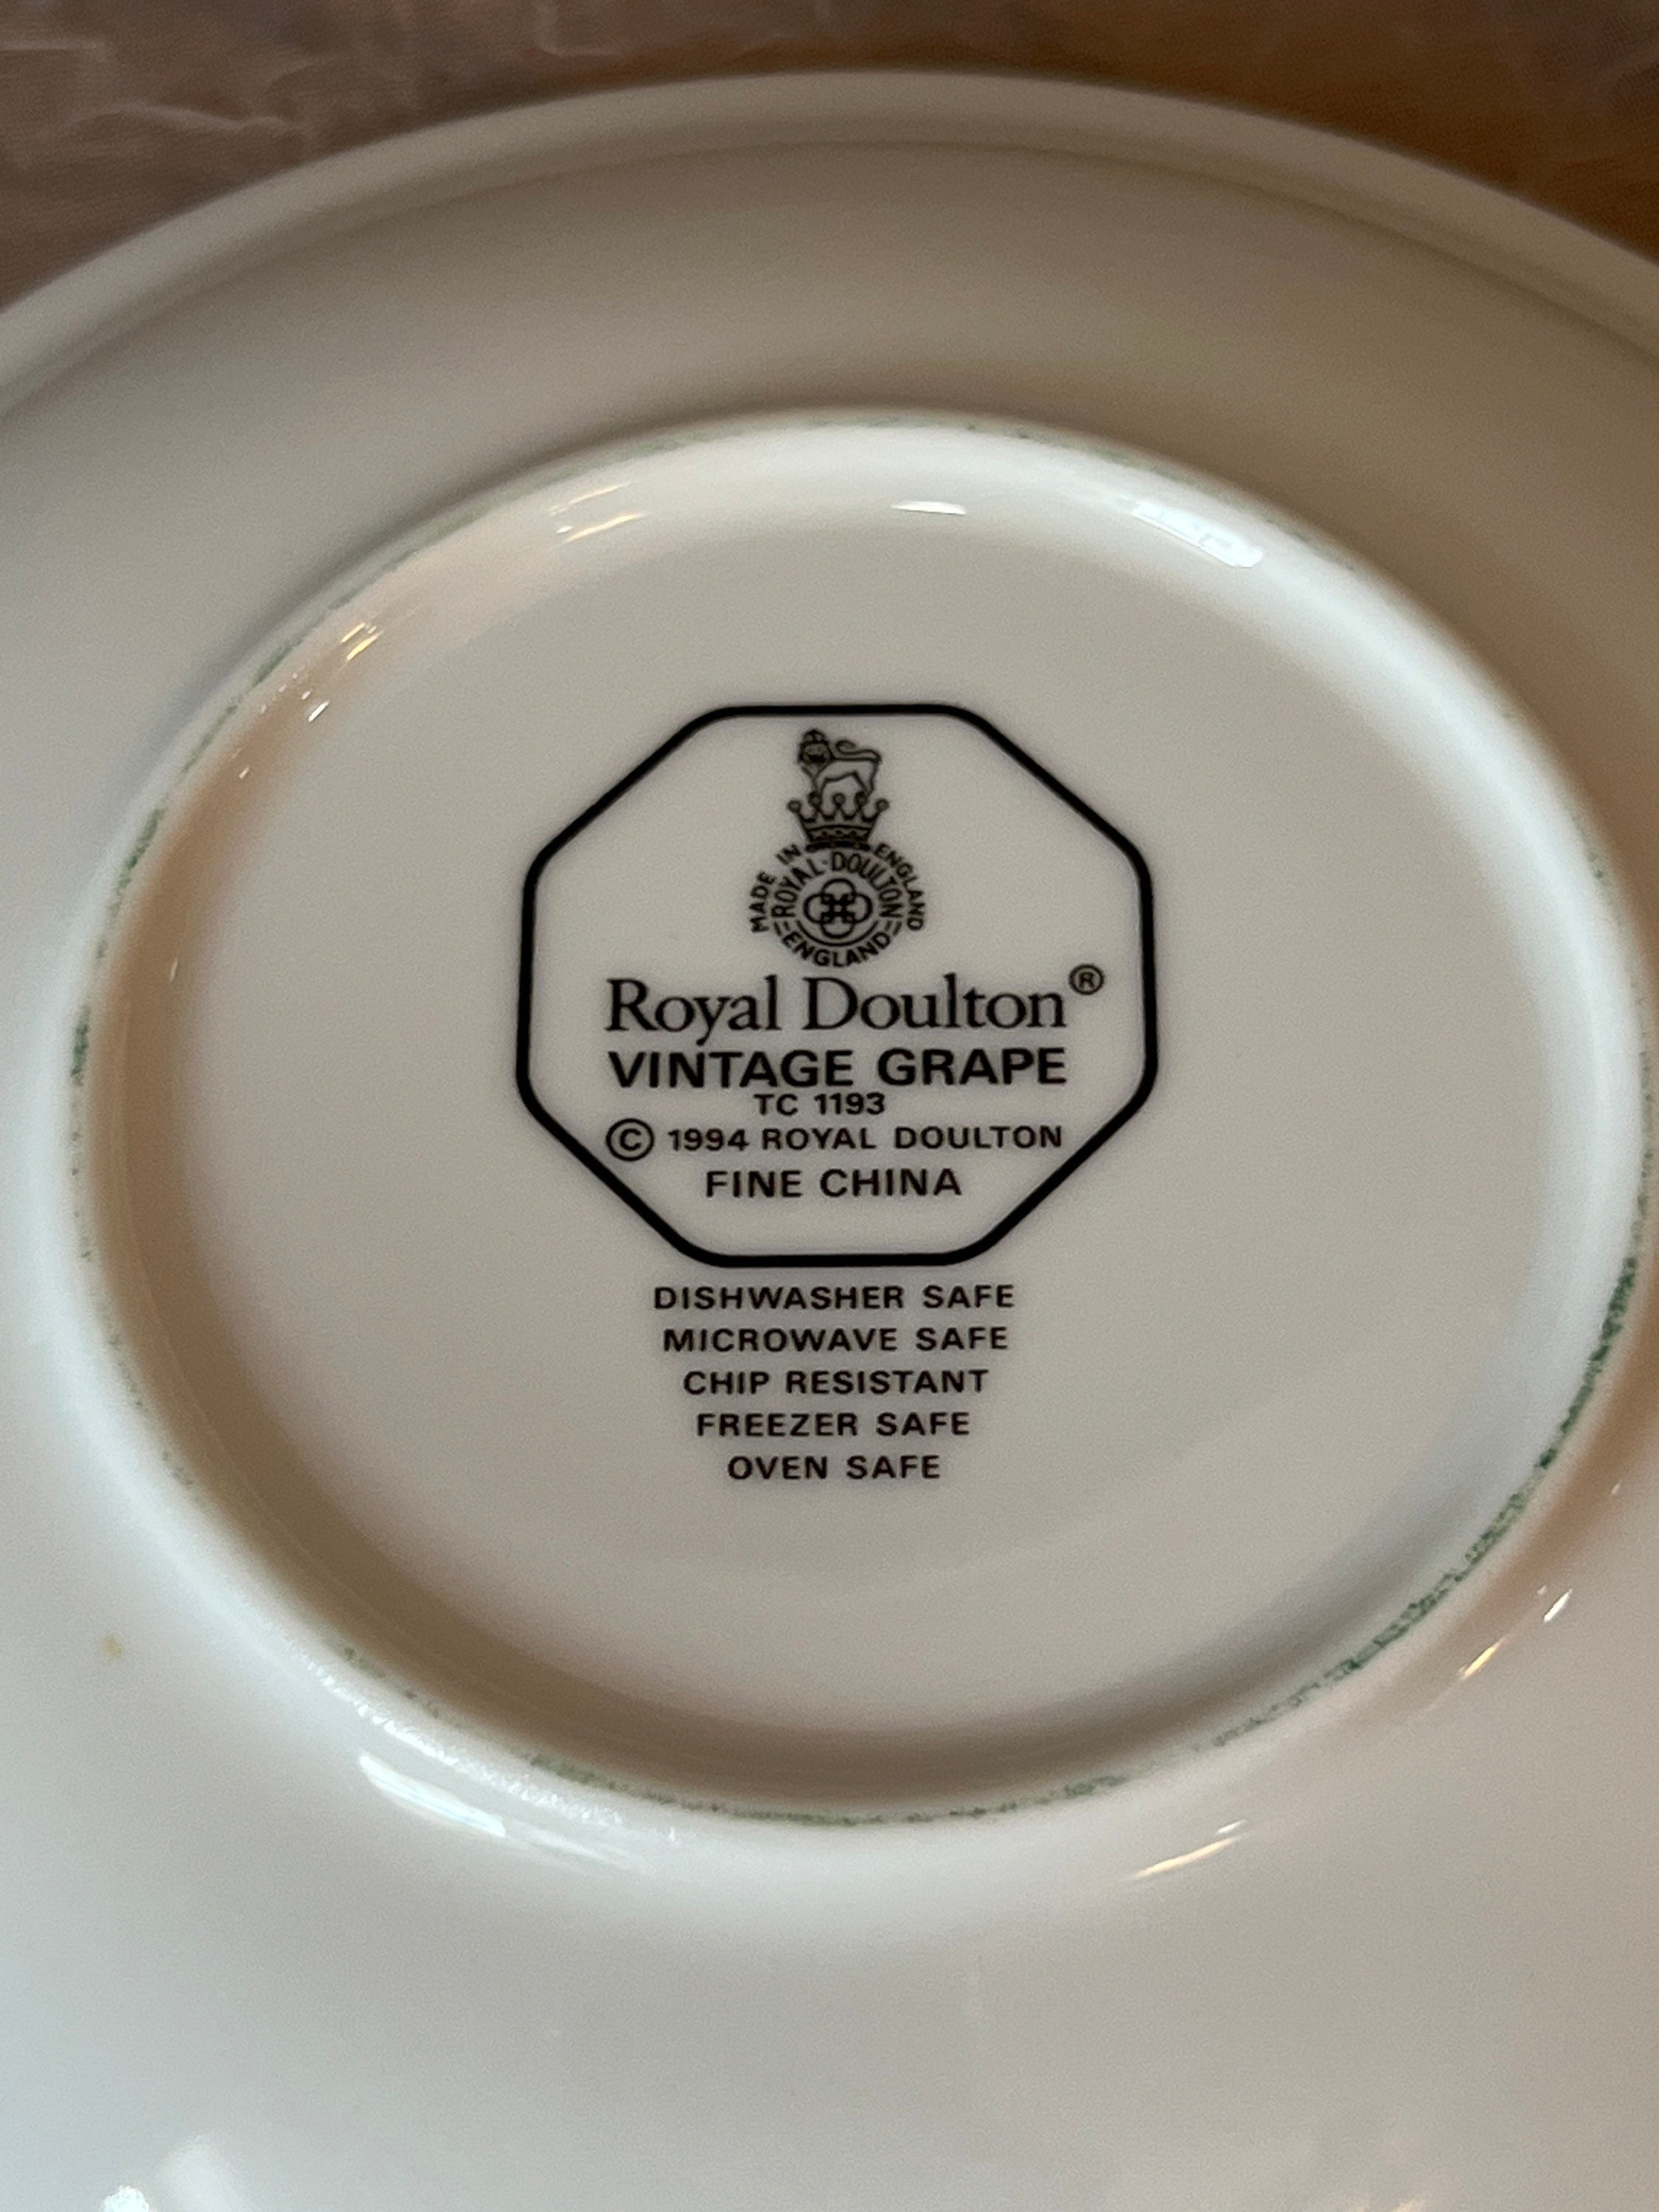 MADE IN ENGLAND
ROYAL·DOULTON
ENGLAND
Royal Doulton®
VINTAGE GRAPE
TC 1193
© 1994 ROYAL DOULTON
FINE CHINA
DISHWASHER SAFE
MICROWAVE SAFE
CHIP RESISTANT
FREEZER SAFE
OVEN SAFE